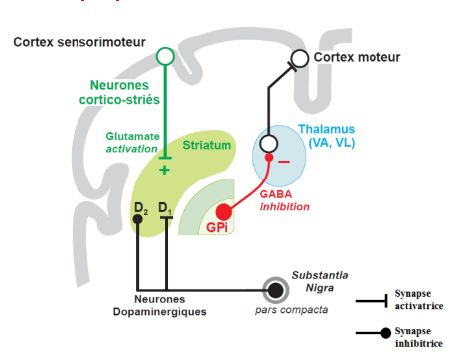 Cortex sensorimoteur
Cortex moteur
Neurones
cortico-striés
Glutamate
activation
+
Striatum
Thalamus
(VA, VL)
−
GABA
inhibition
D2 D1
GPi
Substantia
Nigra
pars compacta
Neurones
Dopaminergiques
Synapse
activatrice
Synapse
inhibitrice